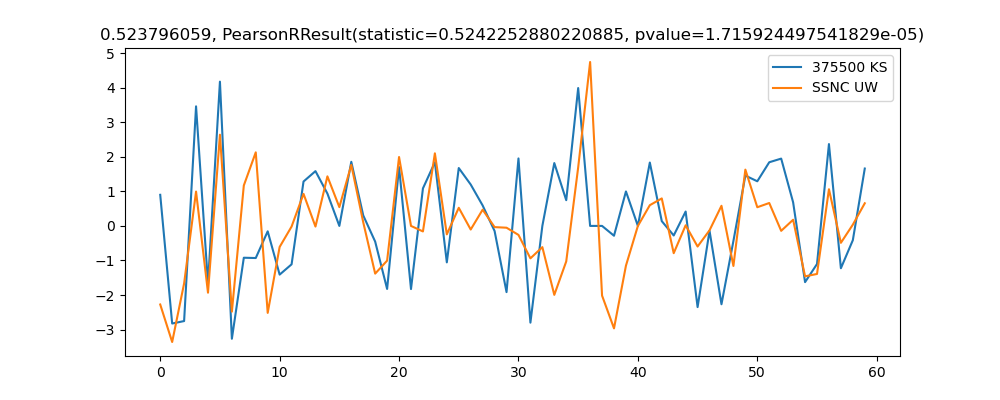 0.523796059, PearsonRResult(statistic=0.5242252880220885, pvalue=1.715924497541829e-05)
375500 KS
SSNC UW
5
4
3
2
1
0
−1
−2
−3
0 10 20 30 40 50 60